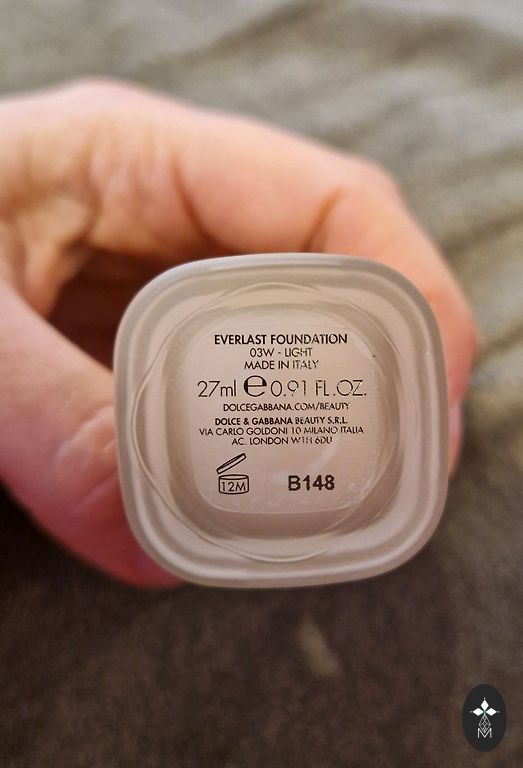 EVERLAST FOUNDATION
03W - LIGHT
MADE IN ITALY
27ml ℮ 0.91 FL.OZ.
DOLCEGABBANA.COM/BEAUTY
DOLCE & GABBANA BEAUTY S.R.L.
VIA CARLO GOLDONI 10 MILANO ITALIA
AC. LONDON W1H 6DU
12M B148
M